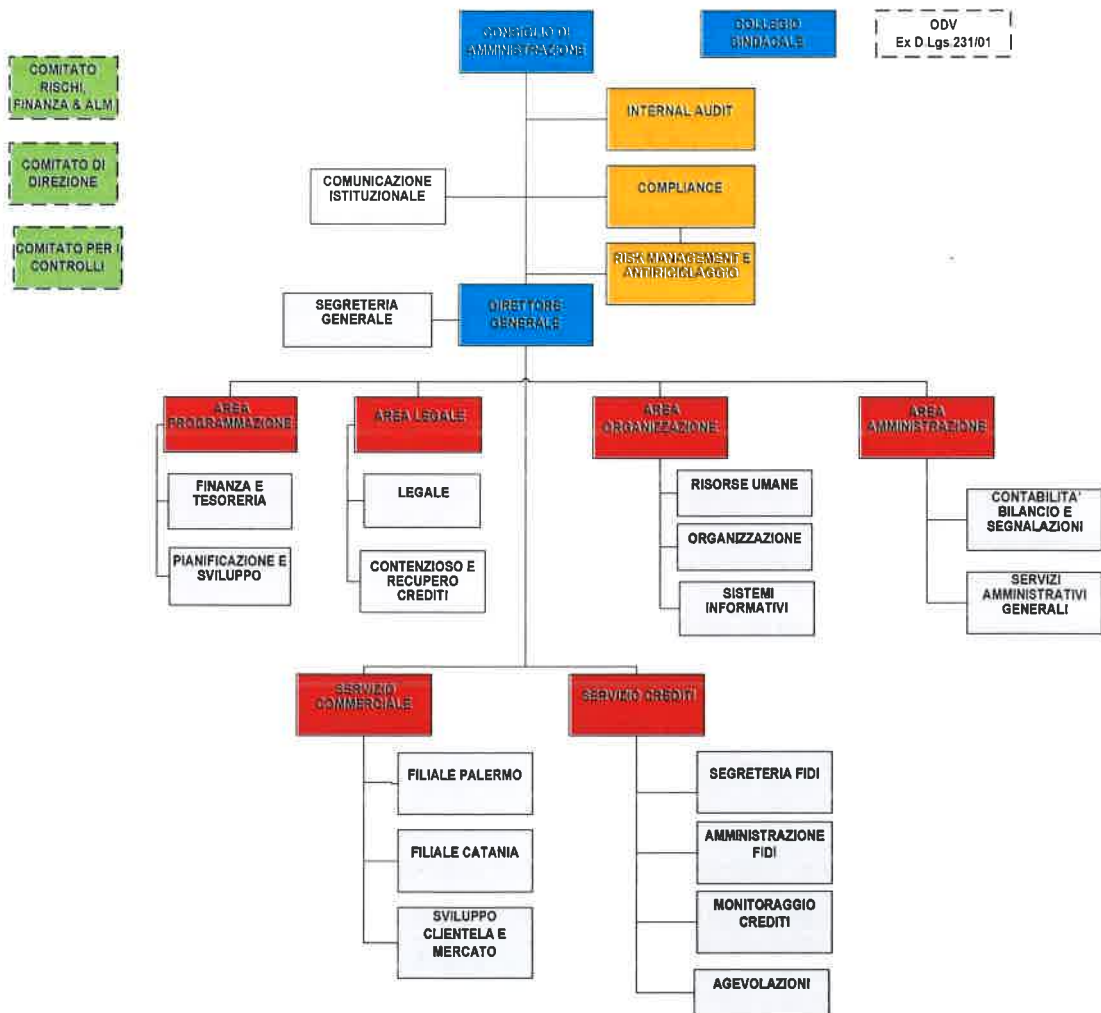 CONSIGLIO DI
AMMINISTRAZIONE
COLLEGIO
SINDACALE
ODV
Ex D.Lgs.231/01
COMITATO
RISCHI,
FINANZA & ALM
INTERNAL AUDIT
COMITATO DI
DIREZIONE
COMUNICAZIONE
ISTITUZIONALE
COMPLIANCE
COMITATO PER I
CONTROLLI
RISK MANAGEMENT E
ANTIRICICLAGGIO
SEGRETERIA
GENERALE
DIRETTORE
GENERALE
AREA
PROGRAMMAZIONE
AREA LEGALE
AREA
ORGANIZZAZIONE
AREA
AMMINISTRAZIONE
FINANZA E
TESORERIA
LEGALE
RISORSE UMANE
CONTABILITA'
BILANCIO E
SEGNALAZIONI
ORGANIZZAZIONE
PIANIFICAZIONE E
SVILUPPO
CONTENZIOSO E
RECUPERO
CREDITI
SISTEMI
INFORMATIVI
SERVIZI
AMMINISTRATIVI
GENERALI
SERVIZIO
COMMERCIALE
SERVIZIO CREDITI
FILIALE PALERMO
SEGRETERIA FIDI
FILIALE CATANIA
AMMINISTRAZIONE
FIDI
SVILUPPO
CLIENTELA E
MERCATO
MONITORAGGIO
CREDITI
AGEVOLAZIONI